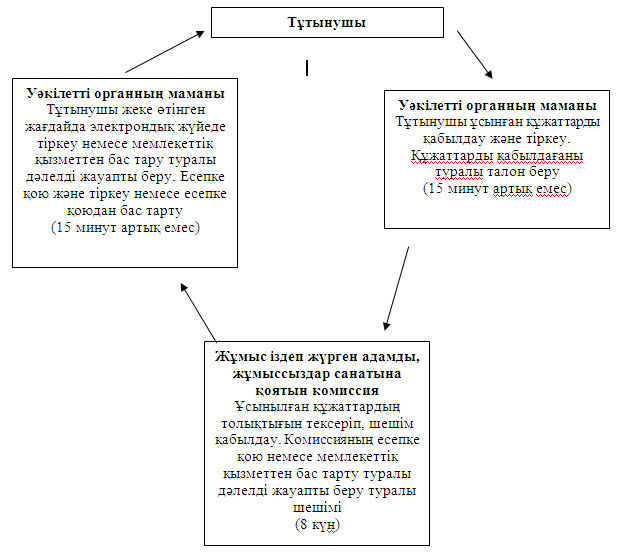 Тұтынушы
Уәкілетті органның маманы
Тұтынушы жеке өтінген
жағдайда электрондық жүйеде
тіркеу немесе мемлекеттік
қызметтен бас тару туралы
дәлелді жауапты беру. Есепке
қою және тіркеу немесе есепке
қоюдан бас тарту
(15 минут артық емес)
Уәкілетті органның маманы
Тұтынушы ұсынған құжаттарды
қабылдау және тіркеу.
Құжаттарды қабылдағаны
туралы талон беру
(15 минут артық емес)
Жұмыс іздеп жүрген адамды,
жұмыссыздар санатына
қоятын комиссия
Ұсынылған құжаттардың
толықтығын тексеріп, шешім
қабылдау. Комиссияның есепке
қою немесе мемлекеттік
қызметтен бас тарту туралы
дәлелді жауапты беру туралы
шешімі
(8 күн)